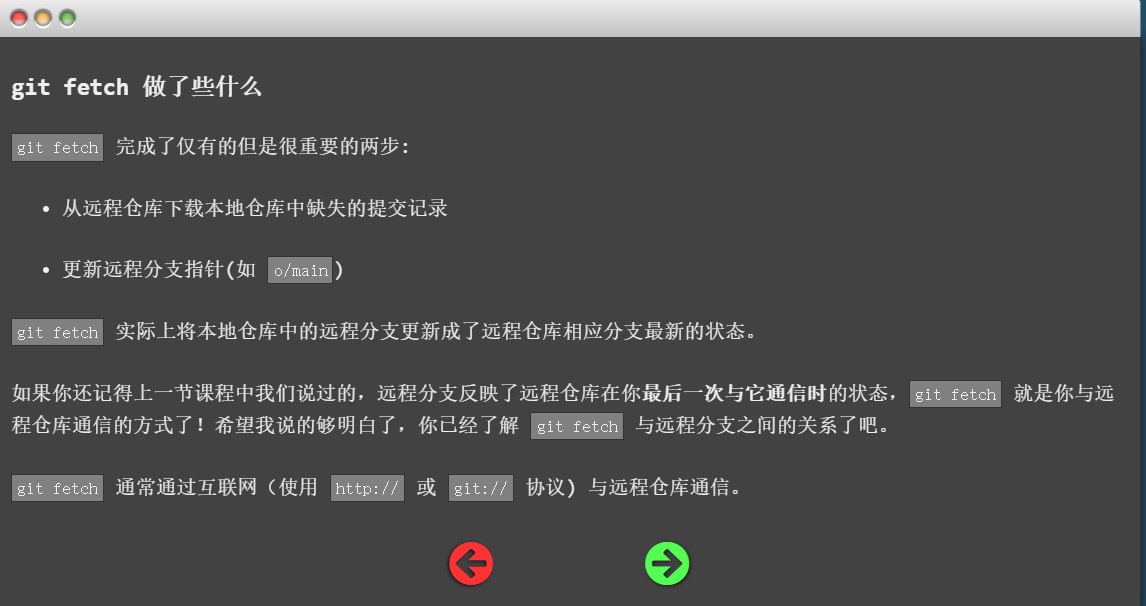 git fetch 做了些什么
git fetch 完成了仅有的但是很重要的两步:
• 从远程仓库下载本地仓库中缺失的提交记录
• 更新远程分支指针(如 o/main)
git fetch 实际上将本地仓库中的远程分支更新成了远程仓库相应分支最新的状态。
如果你还记得上一节课程中我们说过的，远程分支反映了远程仓库在你最后一次与它通信时的状态，git fetch 就是你与远
程仓库通信的方式了！希望我说的够明白了，你已经了解 git fetch 与远程分支之间的关系了吧。
git fetch 通常通过互联网（使用 http:// 或 git:// 协议) 与远程仓库通信。